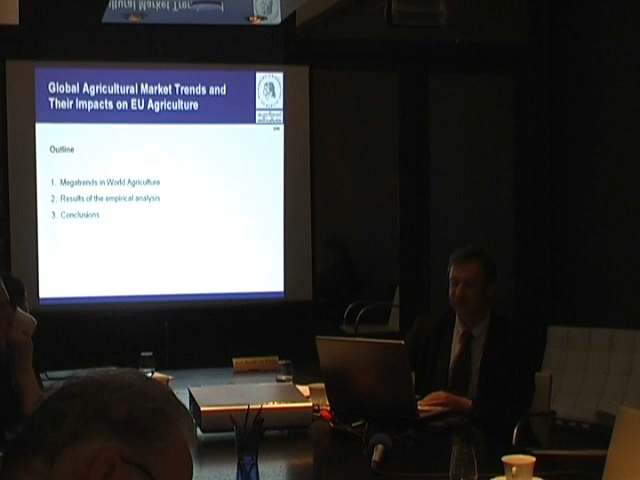 Global Agricultural Market Trends and
Their Impacts on EU Agriculture
Outline
1. Megatrends in World Agriculture
2. Results of the empirical analysis
3. Conclusions